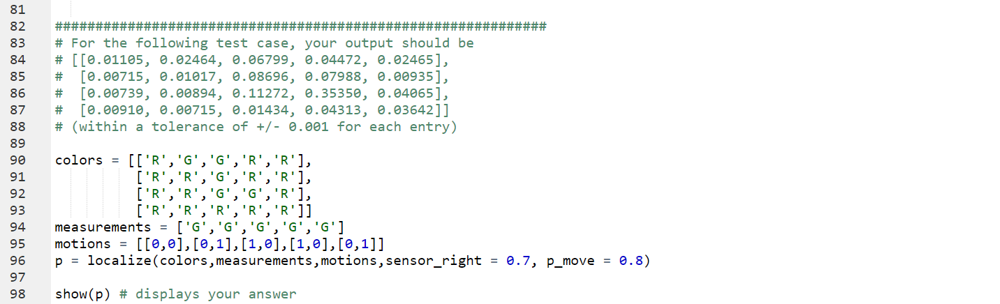 81
82 #############################################################
83 # For the following test case, your output should be
84 # [[0.01105, 0.02464, 0.06799, 0.04472, 0.02465],
85 #  [0.00715, 0.01017, 0.08696, 0.07988, 0.00935],
86 #  [0.00739, 0.00894, 0.11272, 0.35350, 0.04065],
87 #  [0.00910, 0.00715, 0.01434, 0.04313, 0.03642]]
88 # (within a tolerance of +/- 0.001 for each entry)
89
90 colors = [['R','G','G','R','R'],
91           ['R','R','G','R','R'],
92           ['R','R','G','G','R'],
93           ['R','R','R','R','R']]
94 measurements = ['G','G','G','G','G']
95 motions = [[0,0],[0,1],[1,0],[1,0],[0,1]]
96 p = localize(colors,measurements,motions,sensor_right = 0.7, p_move = 0.8)
97
98 show(p) # displays your answer